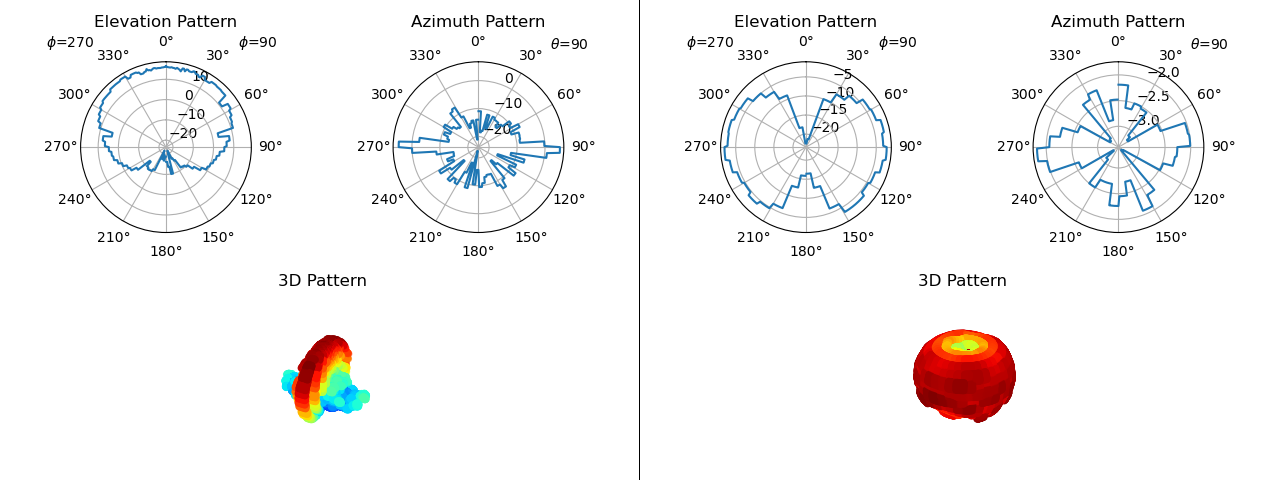 Elevation Pattern
ϕ=270 0° ϕ=90
330° 30°
10
300° 0 60°
−10
−20
270° 90°
240° 120°
210° 150°
180°
Azimuth Pattern
0° θ=90
330° 30°
0
300° −10 60°
−20
270° 90°
240° 120°
210° 150°
180°
3D Pattern
Elevation Pattern
ϕ=270 0° ϕ=90
330° 30°
−5
300° −10 60°
−15
−20
270° 90°
240° 120°
210° 150°
180°
Azimuth Pattern
0° θ=90
330° 30°
−2.0
300° −2.5 60°
−3.0
270° 90°
240° 120°
210° 150°
180°
3D Pattern